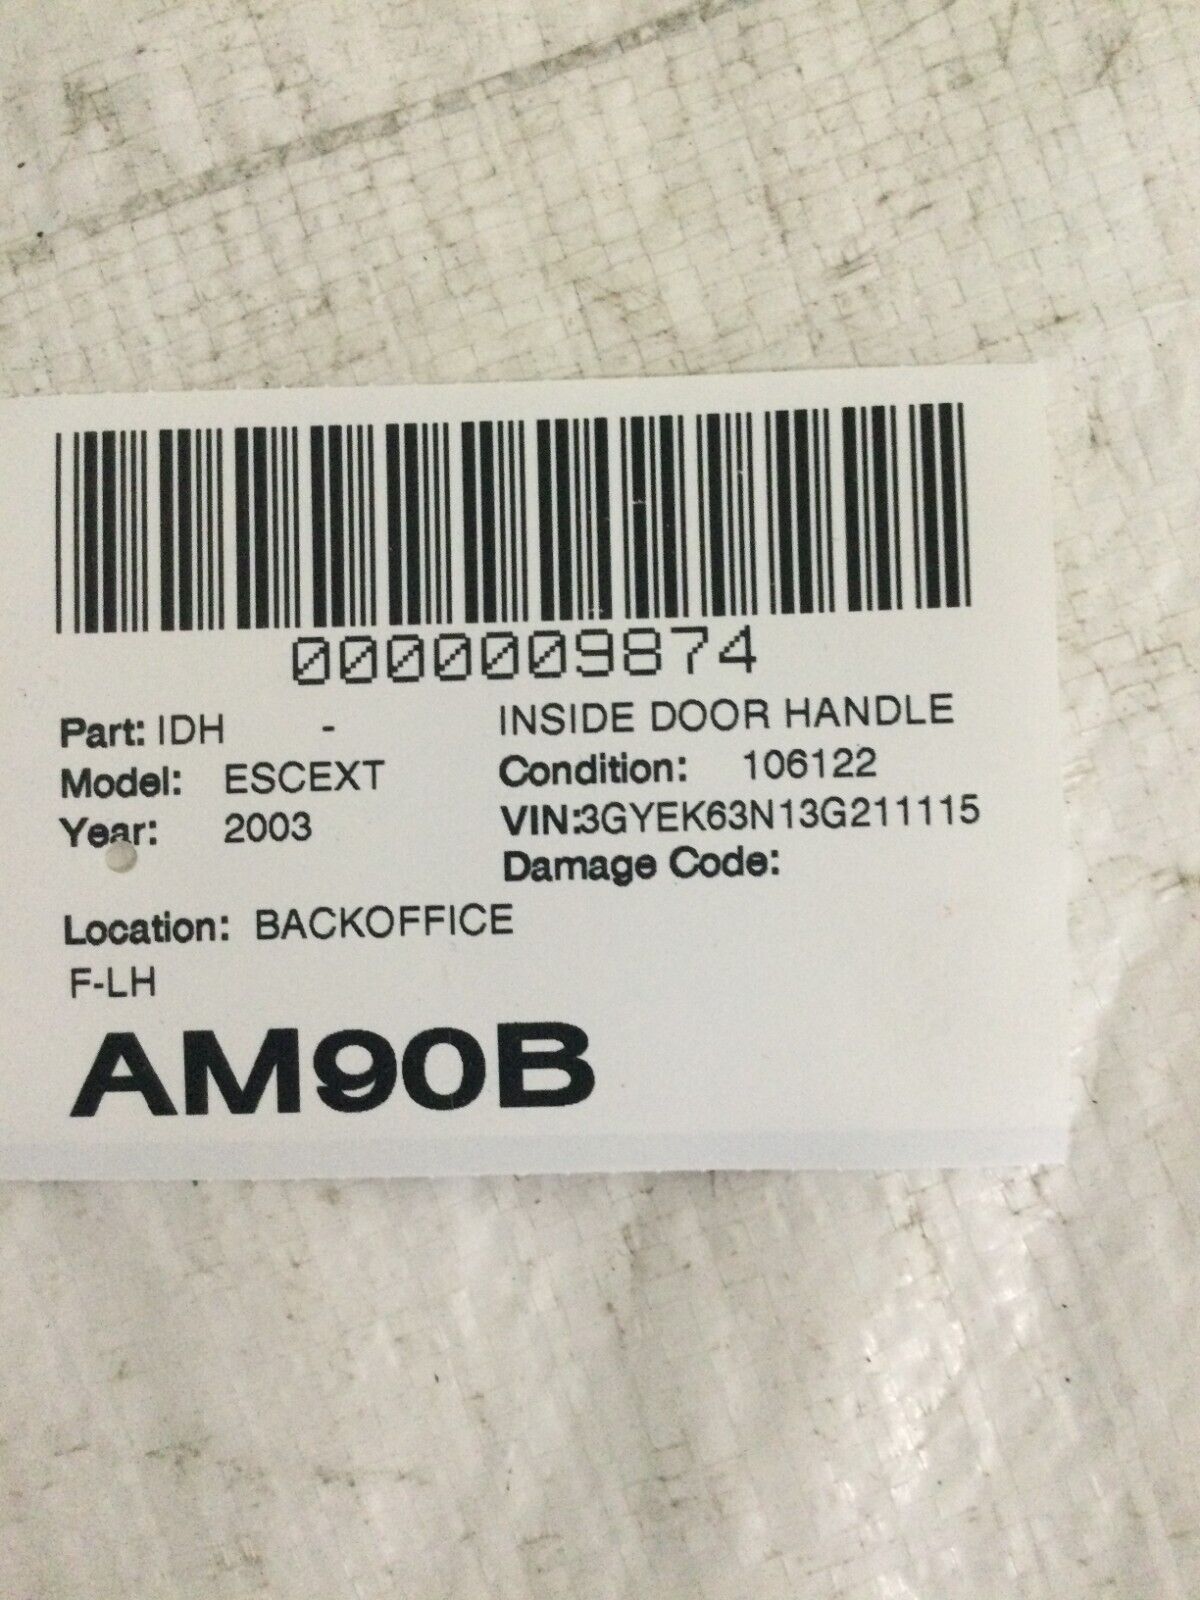 0000009874
Part: IDH - INSIDE DOOR HANDLE
Model: ESCEXT Condition: 106122
Year: 2003 VIN:3GYEK63N13G211115
Damage Code:
Location: BACKOFFICE
F-LH
AM90B